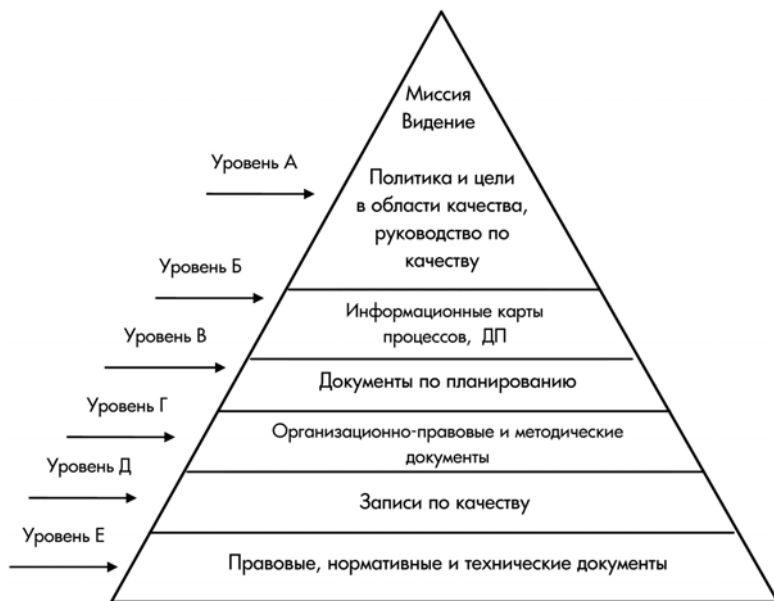 Миссия
Видение
Уровень А
Политика и цели
в области качества,
руководство по
качеству
Уровень Б
Информационные карты
процессов, ДП
Уровень В
Документы по планированию
Уровень Г
Организационно-правовые и методические
документы
Уровень Д
Записи по качеству
Уровень Е
Правовые, нормативные и технические документы